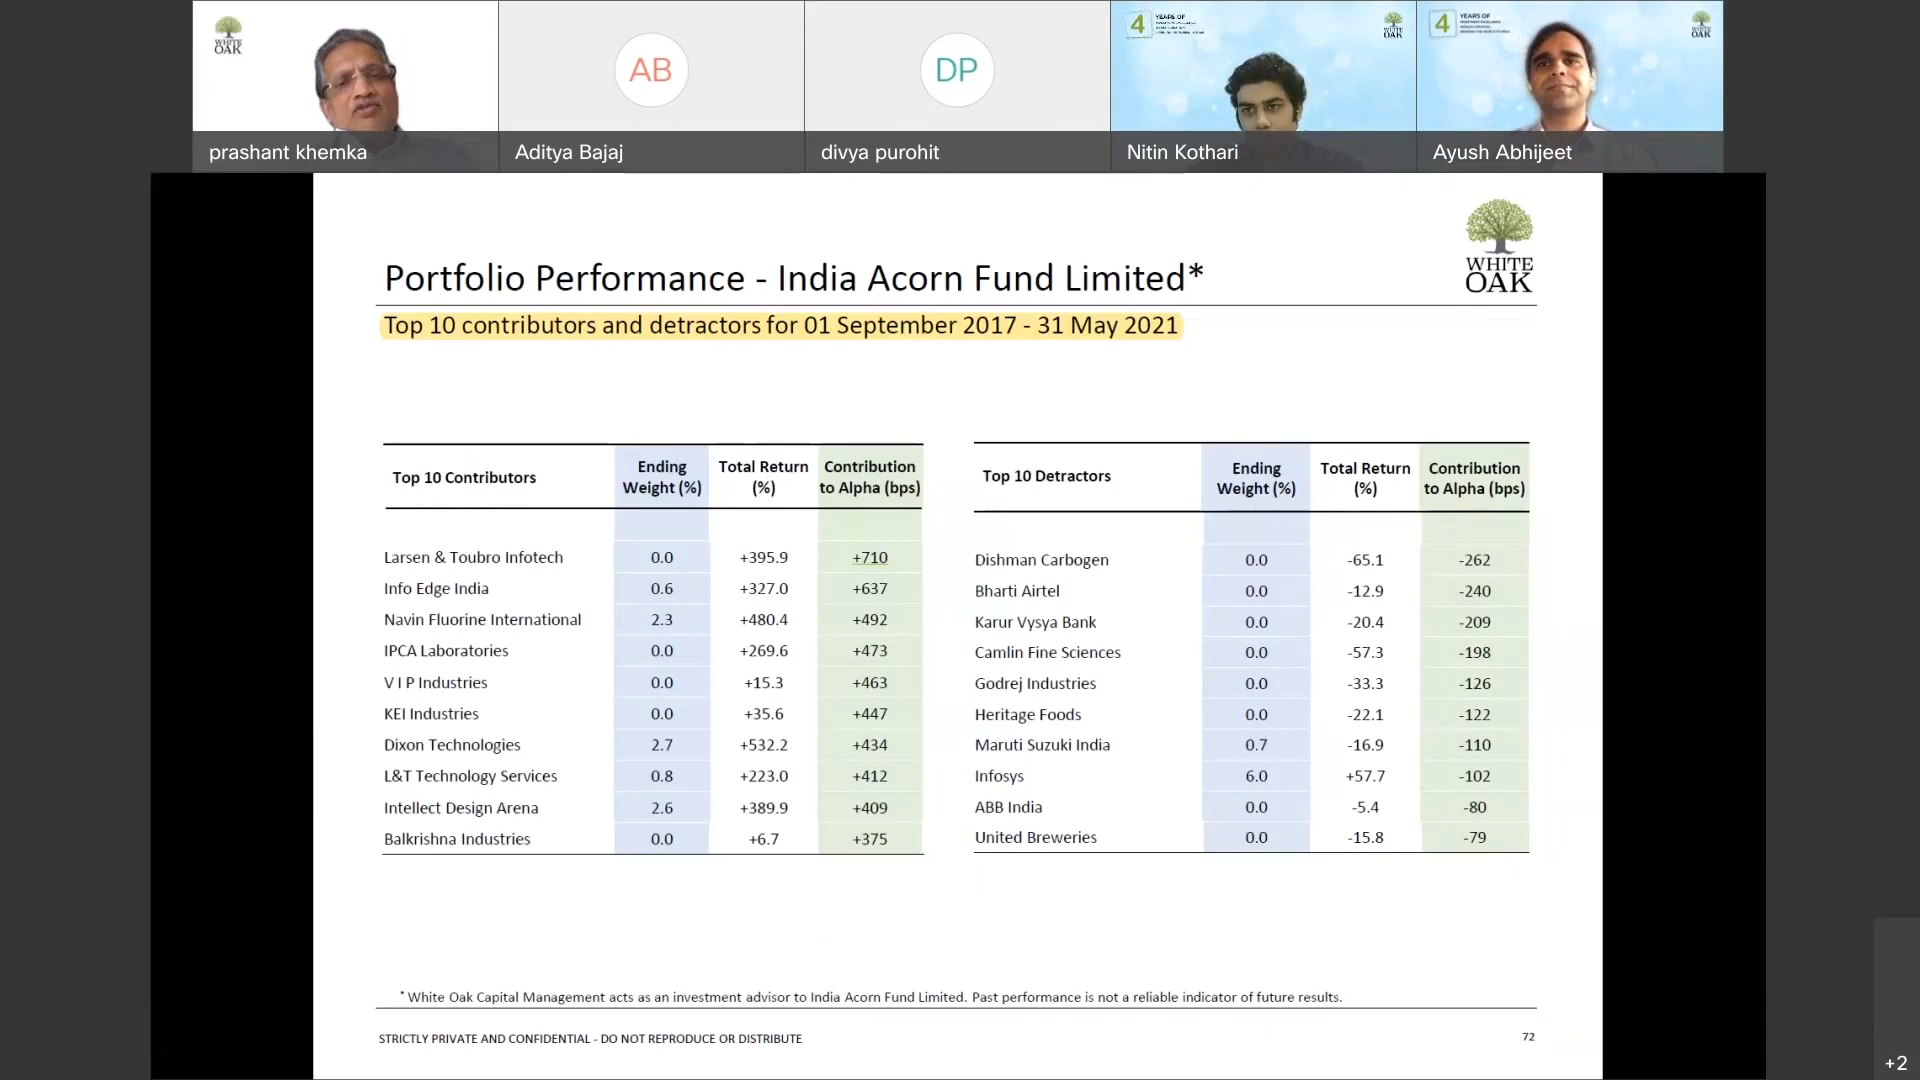 WHITE
OAK
AB
DP
4 YEARS OF
WHITE
OAK
4 YEARS OF
WHITE
OAK
prashant khemka
Aditya Bajaj
divya purohit
Nitin Kothari
Ayush Abhijeet
WHITE
OAK
Portfolio Performance - India Acorn Fund Limited*
Top 10 contributors and detractors for 01 September 2017 - 31 May 2021
Top 10 Contributors Ending Weight (%) Total Return (%) Contribution to Alpha (bps)
Larsen & Toubro Infotech 0.0 +395.9 +710
Info Edge India 0.6 +327.0 +637
Navin Fluorine International 2.3 +480.4 +492
IPCA Laboratories 0.0 +269.6 +473
V I P Industries 0.0 +15.3 +463
KEI Industries 0.0 +35.6 +447
Dixon Technologies 2.7 +532.2 +434
L&T Technology Services 0.8 +223.0 +412
Intellect Design Arena 2.6 +389.9 +409
Balkrishna Industries 0.0 +6.7 +375
Top 10 Detractors Ending Weight (%) Total Return (%) Contribution to Alpha (bps)
Dishman Carbogen 0.0 -65.1 -262
Bharti Airtel 0.0 -12.9 -240
Karur Vysya Bank 0.0 -20.4 -209
Camlin Fine Sciences 0.0 -57.3 -198
Godrej Industries 0.0 -33.3 -126
Heritage Foods 0.0 -22.1 -122
Maruti Suzuki India 0.7 -16.9 -110
Infosys 6.0 +57.7 -102
ABB India 0.0 -5.4 -80
United Breweries 0.0 -15.8 -79
* White Oak Capital Management acts as an investment advisor to India Acorn Fund Limited. Past performance is not a reliable indicator of future results.
STRICTLY PRIVATE AND CONFIDENTIAL - DO NOT REPRODUCE OR DISTRIBUTE
72
+2